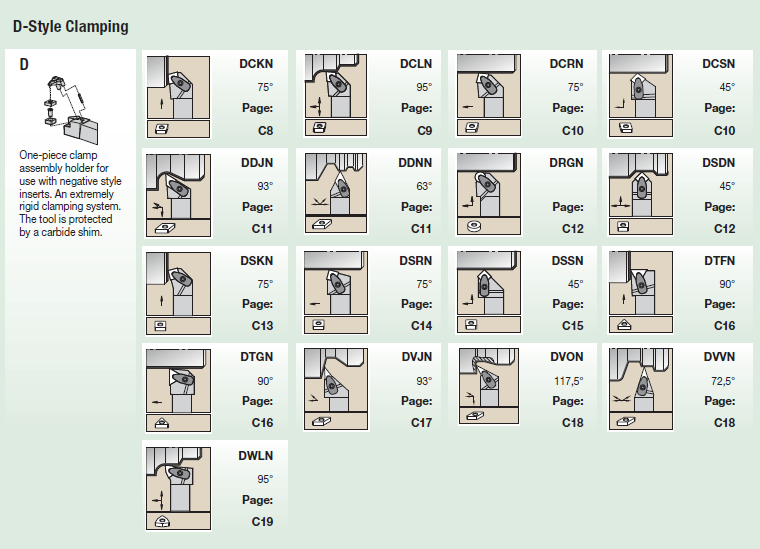 D-Style Clamping
D
One-piece clamp
assembly holder for
use with negative style
inserts. An extremely
rigid clamping system.
The tool is protected
by a carbide shim.
DCKN
75°
Page:
C8
DCLN
95°
Page:
C9
DCRN
75°
Page:
C10
DCSN
45°
Page:
C10
DDJN
93°
Page:
C11
DDNN
63°
Page:
C11
DRGN
Page:
C12
DSDN
45°
Page:
C12
DSKN
75°
Page:
C13
DSRN
75°
Page:
C14
DSSN
45°
Page:
C15
DTFN
90°
Page:
C16
DTGN
90°
Page:
C16
DVJN
93°
Page:
C17
DVON
117,5°
Page:
C18
DVVN
72,5°
Page:
C18
DWLN
95°
Page:
C19